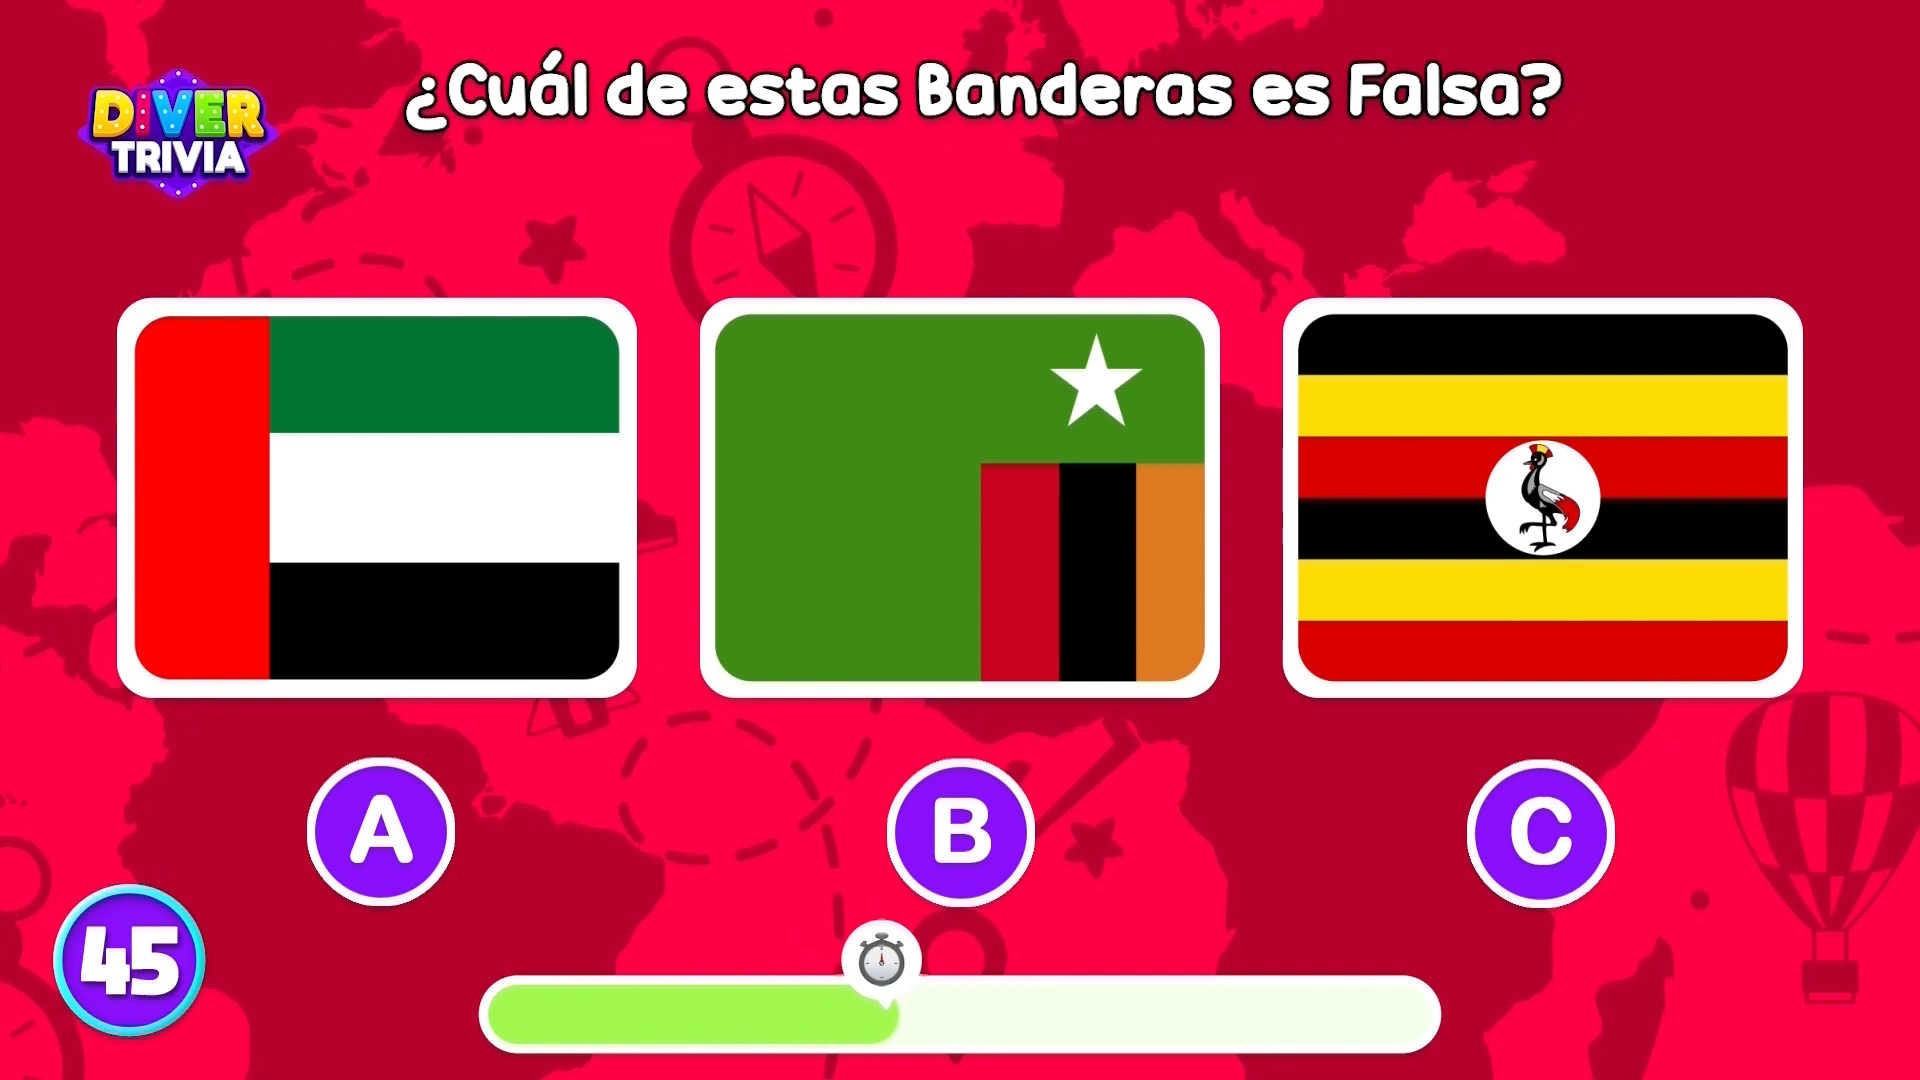 ¿Cuál de estas Banderas es Falsa?
DIVER
TRIVIA
A
B
C
45